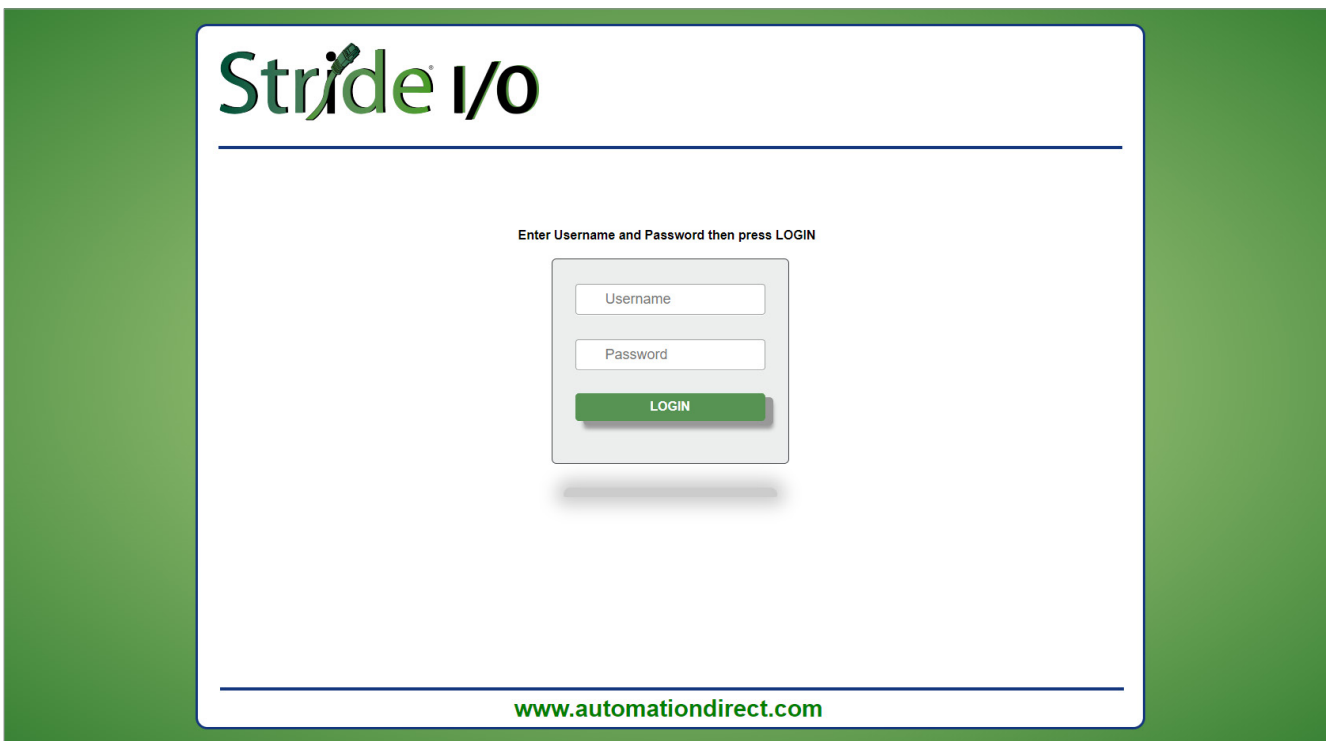 Stride® I/O
Enter Username and Password then press LOGIN
Username
Password
LOGIN
www.automationdirect.com